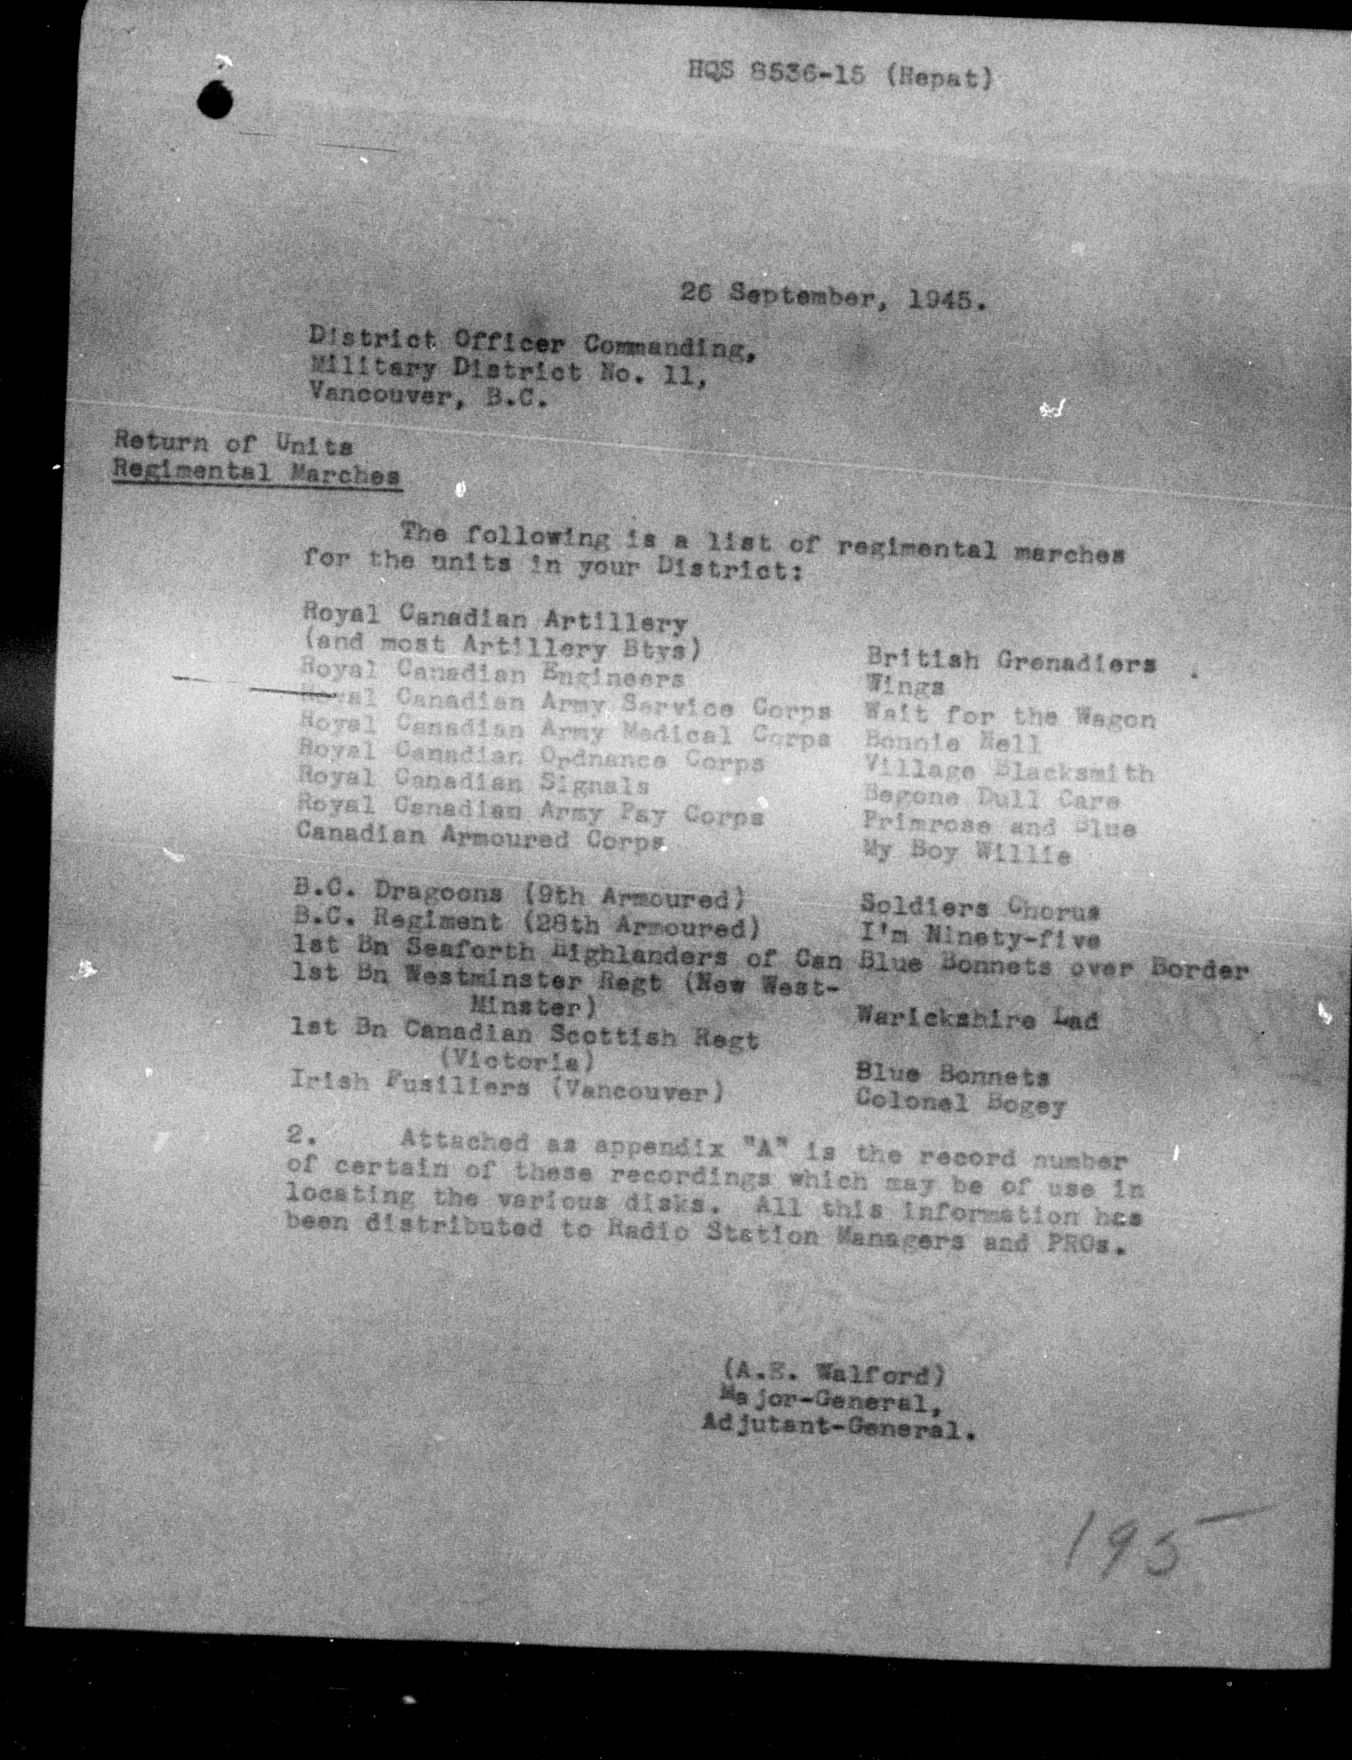 HQS 8536-15 (Repat)
26 September, 1945.
District Officer Commanding,
Military District No. 11,
Vancouver, B.C.
Return of Units
Regimental Marches
The following is a list of regimental marches
for the units in your District:
Royal Canadian Artillery
(and most Artillery Btys) British Grenadiers
Royal Canadian Engineers Wings
Royal Canadian Army Service Corps Wait for the Wagon
Royal Canadian Army Medical Corps Bonnie Nell
Royal Canadian Ordnance Corps Village Blacksmith
Royal Canadian Signals Begone Dull Care
Royal Canadian Army Pay Corps Primrose and Blue
Canadian Armoured Corps My Boy Willie
B.C. Dragoons (9th Armoured) Soldiers Chorus
B.C. Regiment (28th Armoured) I'm Ninety-five
1st Bn Seaforth Highlanders of Can Blue Bonnets over Border
1st Bn Westminster Regt (New West-
Minster) Warickshire Lad
1st Bn Canadian Scottish Regt
(Victoria) Blue Bonnets
Irish Fusiliers (Vancouver) Colonel Bogey
2. Attached as appendix "A" is the record number
of certain of these recordings which may be of use in
locating the various disks. All this information has
been distributed to Radio Station Managers and PROs.
(A.E. Walford)
Major-General,
Adjutant-General.
195